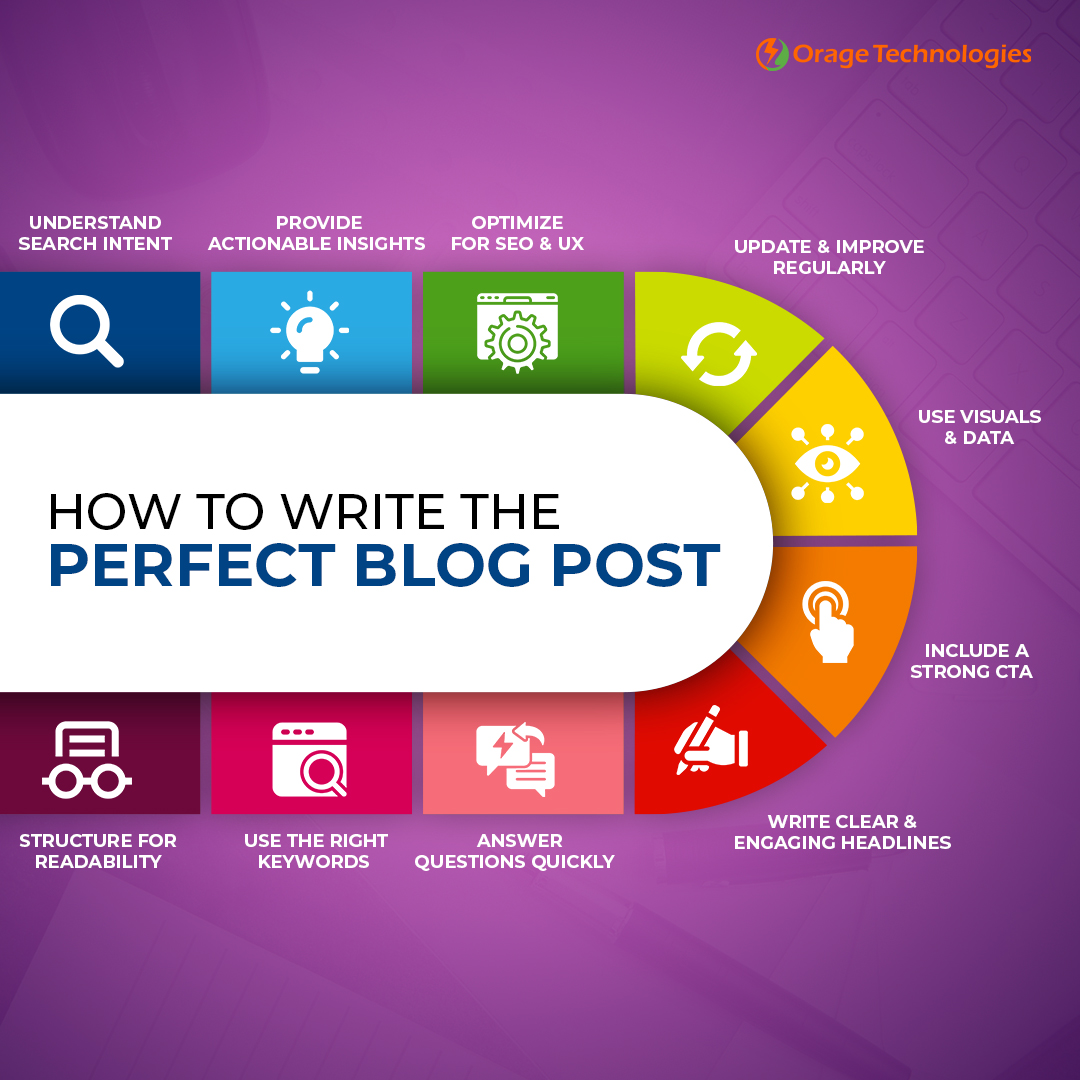 Orage Technologies
UNDERSTAND
SEARCH INTENT
PROVIDE
ACTIONABLE INSIGHTS
OPTIMIZE
FOR SEO & UX
UPDATE & IMPROVE
REGULARLY
USE VISUALS
& DATA
HOW TO WRITE THE
PERFECT BLOG POST
INCLUDE A
STRONG CTA
WRITE CLEAR &
ENGAGING HEADLINES
STRUCTURE FOR
READABILITY
USE THE RIGHT
KEYWORDS
ANSWER
QUESTIONS QUICKLY